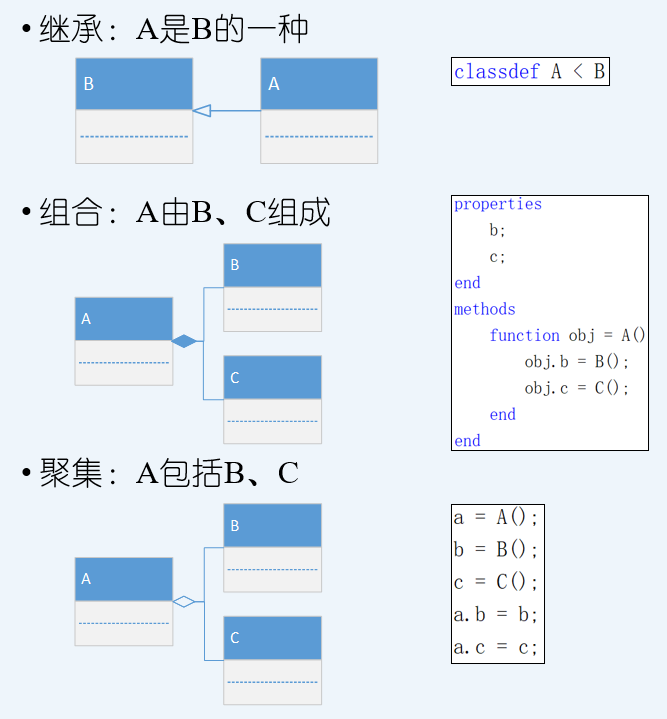 • 继承：A是B的一种
B
A
classdef A < B
• 组合：A由B、C组成
A
B
C
properties
b;
c;
end
methods
function obj = A()
obj.b = B();
obj.c = C();
end
end
• 聚集：A包括B、C
A
B
C
a = A();
b = B();
c = C();
a.b = b;
a.c = c;